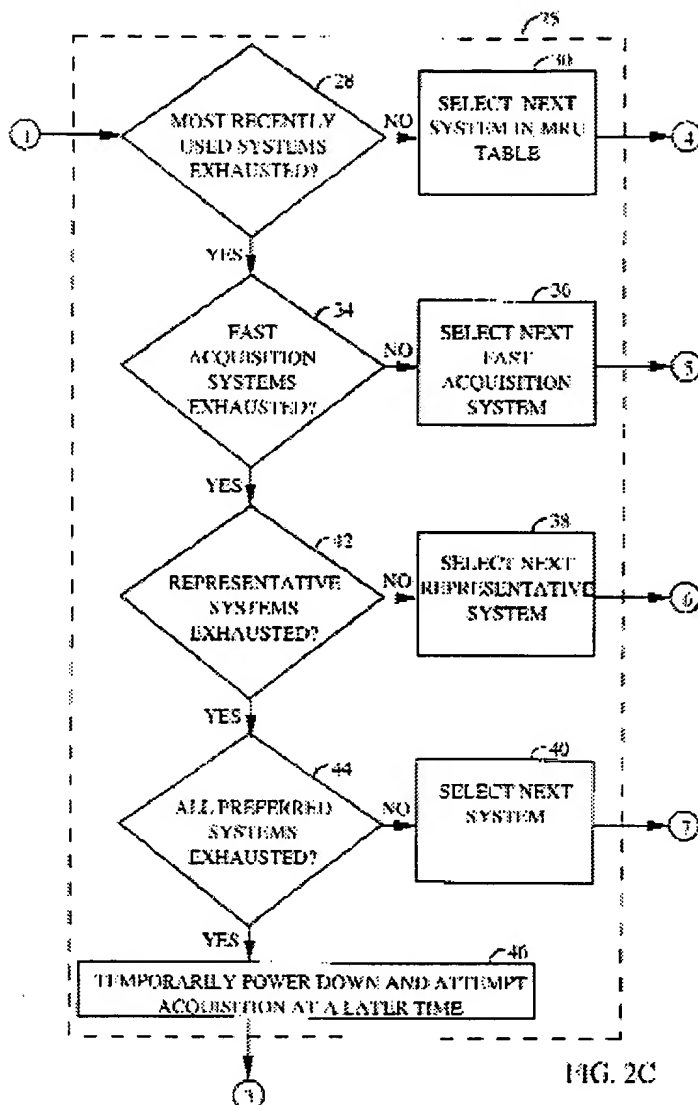 25
28
30
1
MOST RECENTLY
USED SYSTEMS
EXHAUSTED?
NO
SELECT NEXT
SYSTEM IN MRU
TABLE
4
YES
34
36
FAST
ACQUISITION
SYSTEMS
EXHAUSTED?
NO
SELECT NEXT
FAST
ACQUISITION
SYSTEM
5
YES
42
38
REPRESENTATIVE
SYSTEMS
EXHAUSTED?
NO
SELECT NEXT
REPRESENTATIVE
SYSTEM
6
YES
44
40
ALL PREFERRED
SYSTEMS
EXHAUSTED?
NO
SELECT NEXT
SYSTEM
7
YES
46
TEMPORARILY POWER DOWN AND ATTEMPT
ACQUISITION AT A LATER TIME
3
FIG. 2C